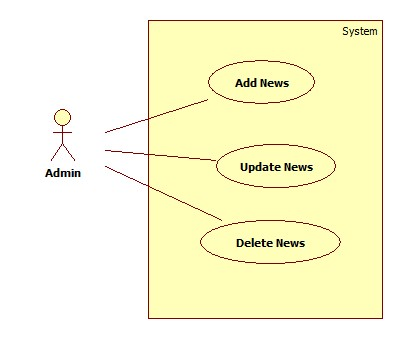 System
Add News
Admin
Update News
Delete News